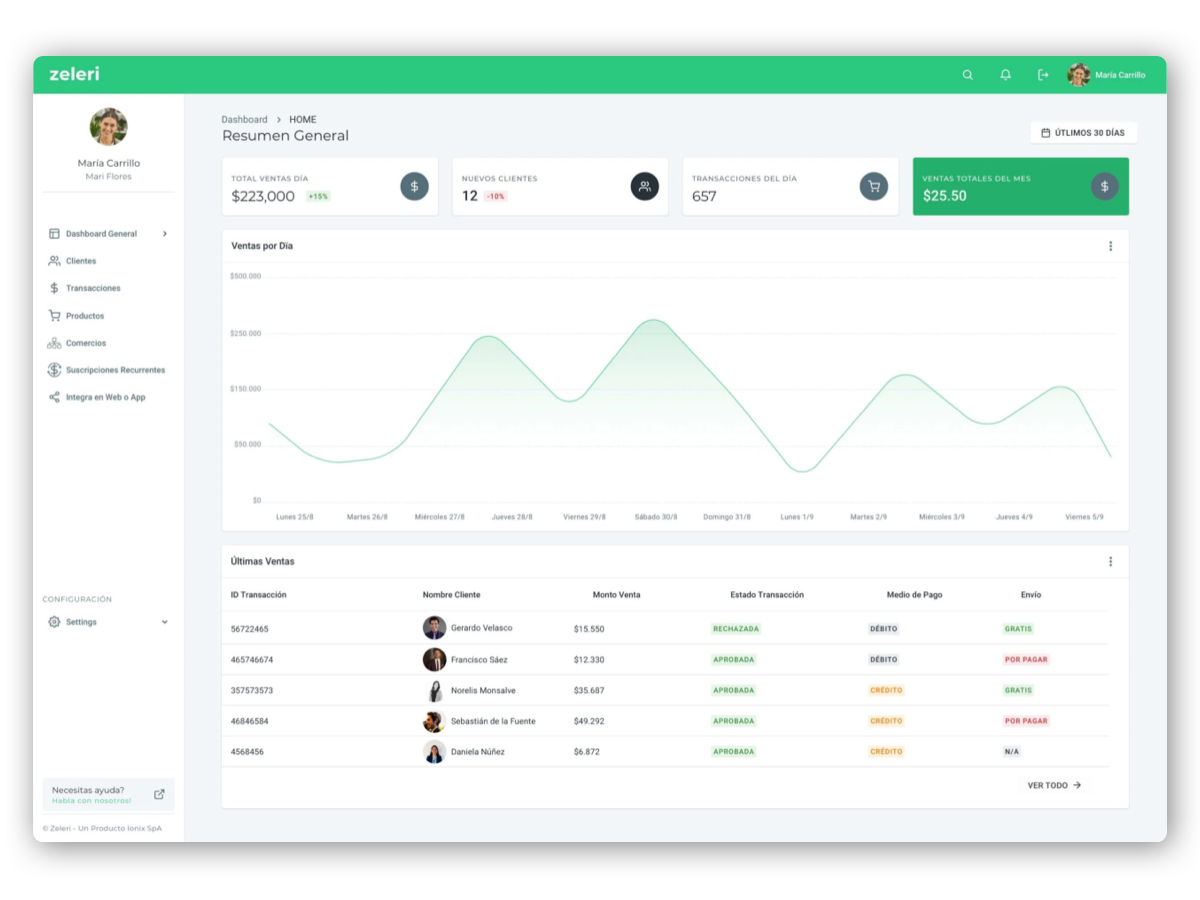 zeleri
María Carrillo
María Carrillo
Mari Flores
Dashboard General
Clientes
Transacciones
Productos
Comercios
Suscripciones Recurrentes
Integra en Web o App
CONFIGURACIÓN
Settings
Necesitas ayuda?
Habla con nosotros!
© Zeleri - Un Producto Ionix SpA
Dashboard > HOME
Resumen General
ÚTLIMOS 30 DÍAS
TOTAL VENTAS DÍA
$223,000 +15%
NUEVOS CLIENTES
12 -10%
TRANSACCIONES DEL DÍA
657
VENTAS TOTALES DEL MES
$25.50
Ventas por Día
$500.000
$250.000
$150.000
$50.000
$0
Lunes 25/8 Martes 26/8 Miércoles 27/8 Jueves 28/8 Viernes 29/8 Sábado 30/8 Domingo 31/8 Lunes 1/9 Martes 2/9 Miércoles 3/9 Jueves 4/9 Viernes 5/9
Últimas Ventas
ID Transacción Nombre Cliente Monto Venta Estado Transacción Medio de Pago Envío
56722465 Gerardo Velasco $15.550 RECHAZADA DÉBITO GRATIS
465746674 Francisco Sáez $12.330 APROBADA DÉBITO POR PAGAR
357573573 Norelis Monsalve $35.687 APROBADA CRÉDITO GRATIS
46846584 Sebastián de la Fuente $49.292 APROBADA CRÉDITO POR PAGAR
4568456 Daniela Núñez $6.872 APROBADA CRÉDITO N/A
VER TODO